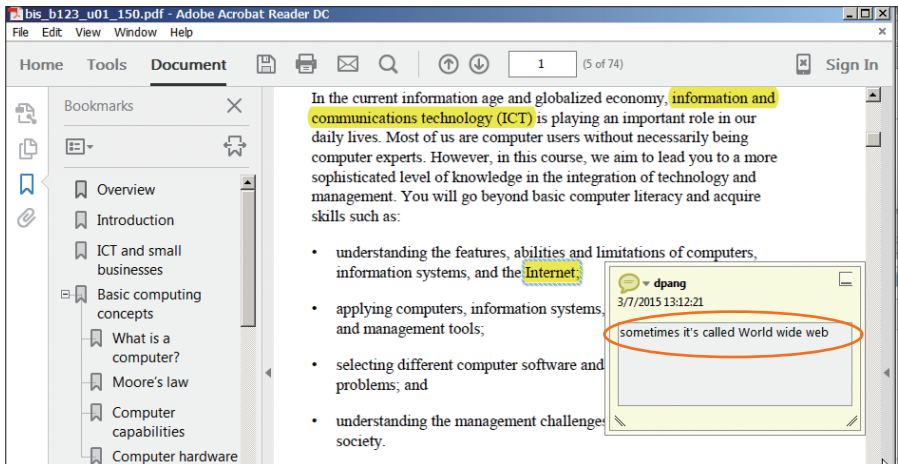 bis_b123_u01_150.pdf - Adobe Acrobat Reader DC
File Edit View Window Help
Home Tools Document 1 (5 of 74) Sign In
Bookmarks
Overview
Introduction
ICT and small
businesses
Basic computing
concepts
What is a
computer?
Moore's law
Computer
capabilities
Computer hardware
In the current information age and globalized economy, information and
communications technology (ICT) is playing an important role in our
daily lives. Most of us are computer users without necessarily being
computer experts. However, in this course, we aim to lead you to a more
sophisticated level of knowledge in the integration of technology and
management. You will go beyond basic computer literacy and acquire
skills such as:
• understanding the features, abilities and limitations of computers,
information systems, and the Internet;
• applying computers, information systems,
and management tools;
• selecting different computer software and
problems; and
• understanding the management challenges
society.
dpang
3/7/2015 13:12:21
sometimes it's called World wide web